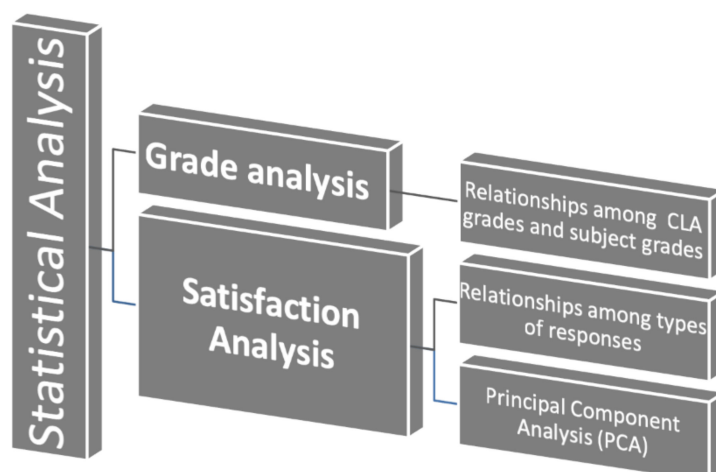 Statistical Analysis
Grade analysis
Relationships among CLA
grades and subject grades
Satisfaction
Analysis
Relationships among types
of responses
Principal Component
Analysis (PCA)